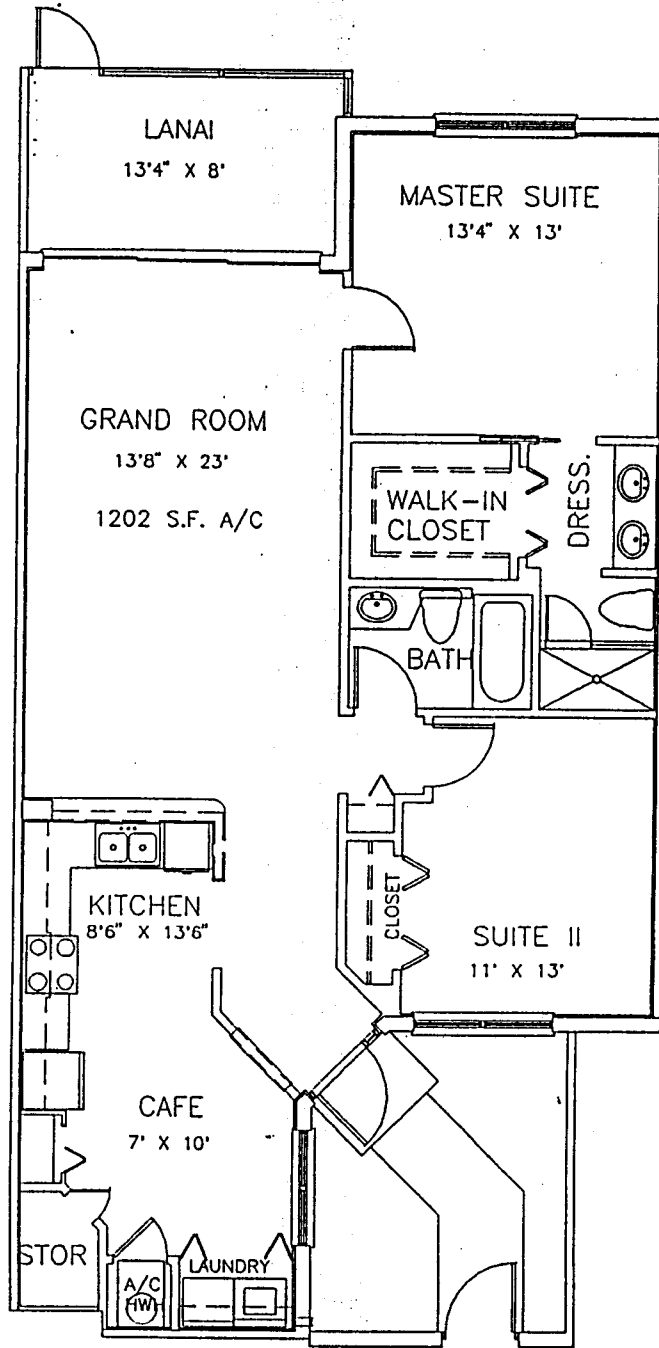 LANAI
13'4" X 8'
MASTER SUITE
13'4" X 13'
GRAND ROOM
13'8" X 23'
1202 S.F. A/C
WALK-IN
CLOSET
DRESS.
BATH
KITCHEN
8'6" X 13'6"
CLOSET
SUITE II
11' X 13'
CAFE
7' X 10'
STOR
A/C
HWH
LAUNDRY